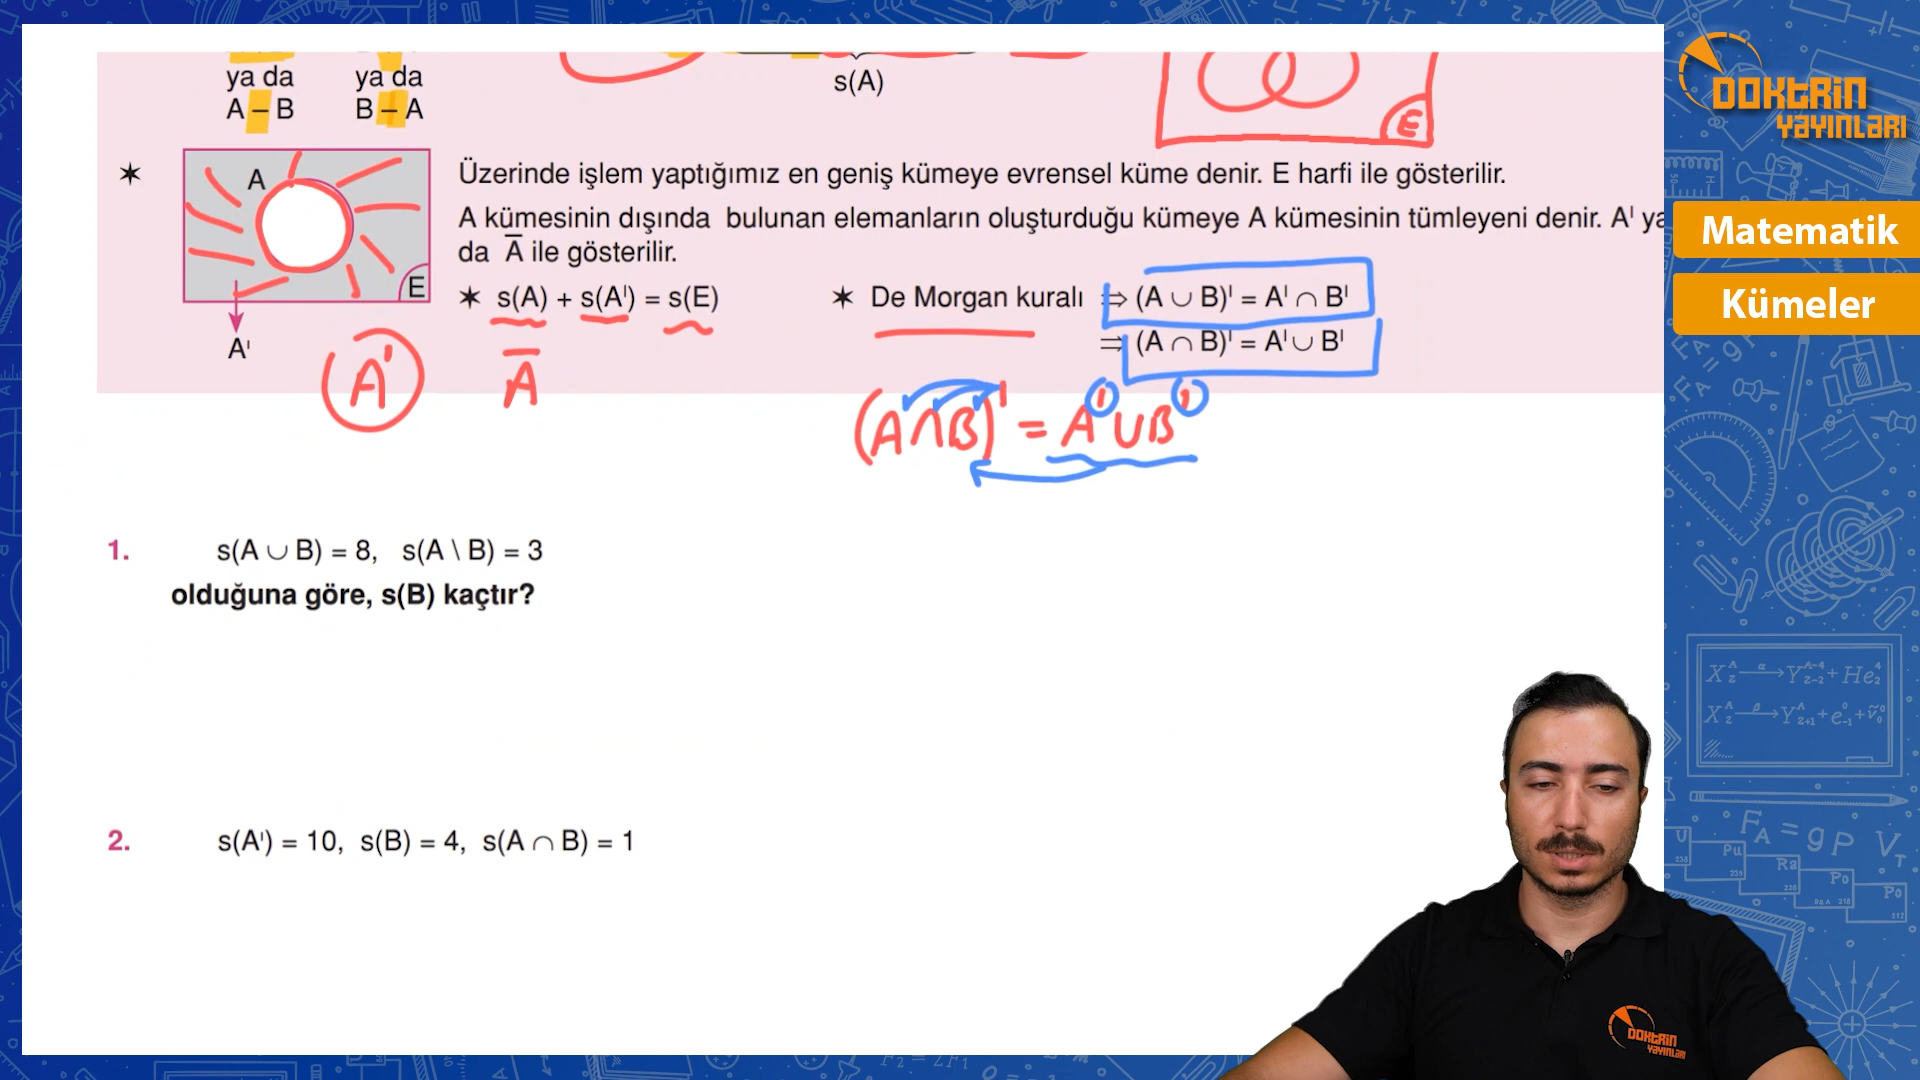 ya da ya da
A – B B – A
s(A)
E
✶ A
E
A'
Üzerinde işlem yaptığımız en geniş kümeye evrensel küme denir. E harfi ile gösterilir.
A kümesinin dışında bulunan elemanların oluşturduğu kümeye A kümesinin tümleyeni denir. A' ya
da A̅ ile gösterilir.
✶ s(A) + s(A') = s(E)
✶ De Morgan kuralı ⇒ (A ∪ B)' = A' ∩ B'
⇒ (A ∩ B)' = A' ∪ B'
A' A̅
(A∩B)' = A'∪B'
1. s(A ∪ B) = 8, s(A \ B) = 3
olduğuna göre, s(B) kaçtır?
2. s(A') = 10, s(B) = 4, s(A ∩ B) = 1
DOKTRİN
YAYINLARI
Matematik
Kümeler
DOKTRİN
YAYINLARI